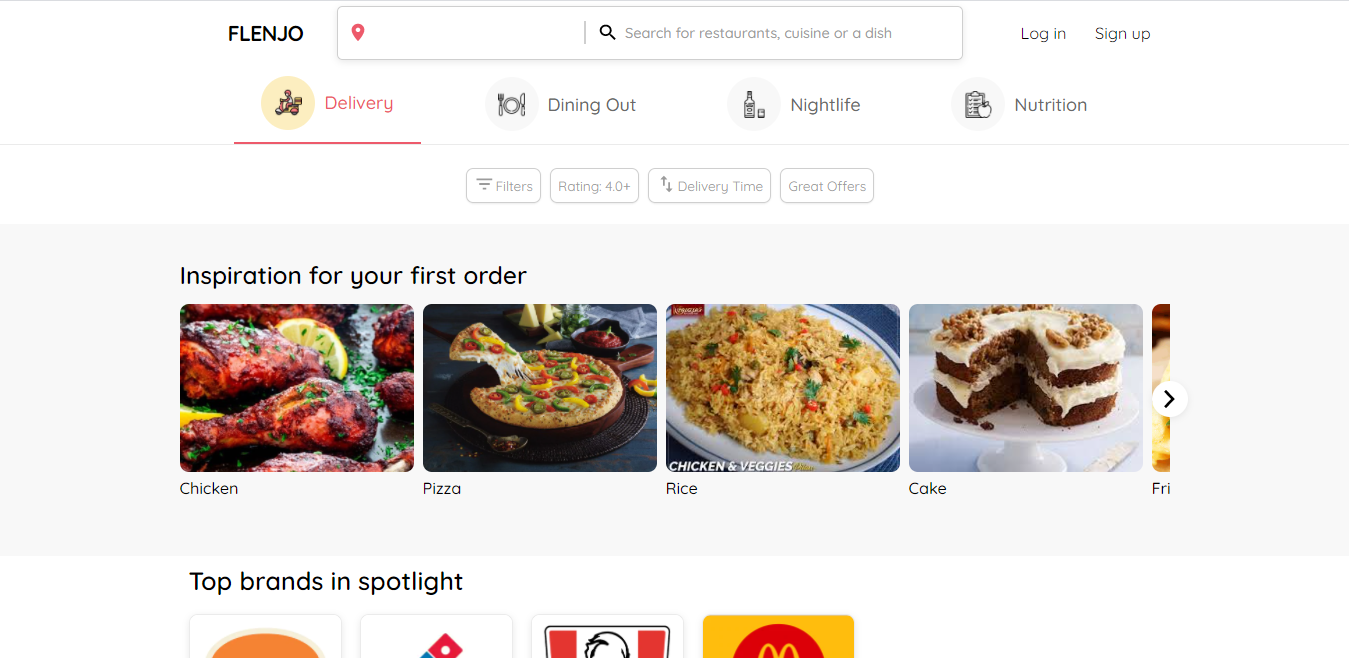 FLENJO
Search for restaurants, cuisine or a dish
Log in
Sign up
Delivery
Dining Out
Nightlife
Nutrition
Filters
Rating: 4.0+
Delivery Time
Great Offers
Inspiration for your first order
CHICKEN & VEGGIES
Chicken
Pizza
Rice
Cake
Fri
Top brands in spotlight